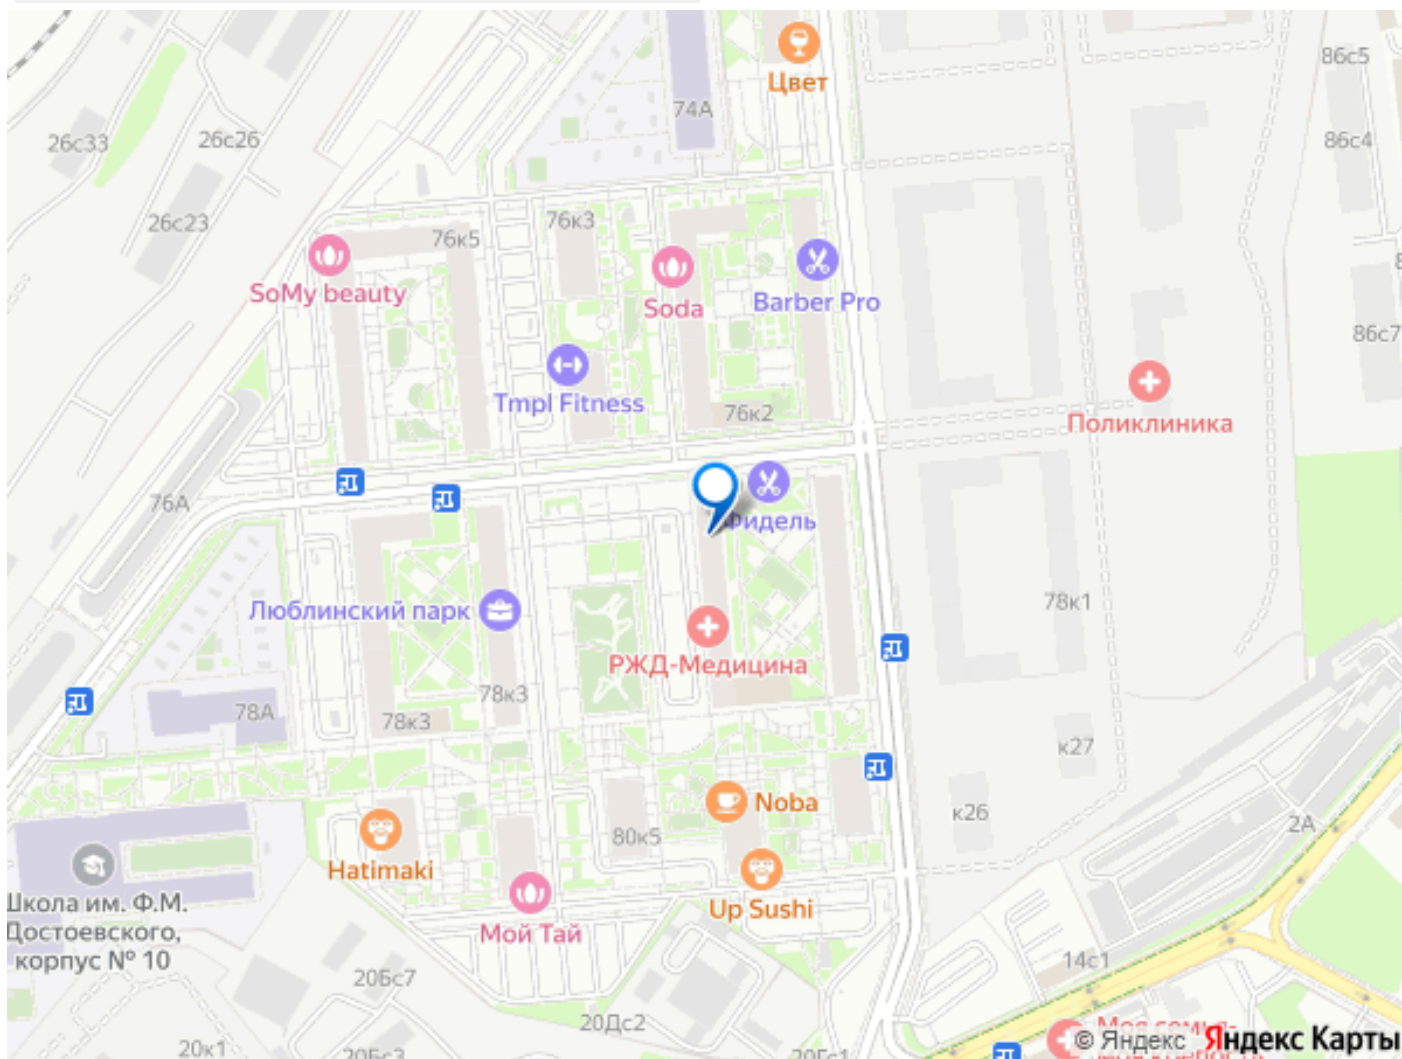 Цвет
86с5
74А
86с4
26с33
26с26
26с23
76к3
76к5
SoMy beauty
Soda
Barber Pro
86с7
Tmpl Fitness
76к2
Поликлиника
76А
Фидель
Люблинский парк
78к1
РЖД-Медицина
78к3
78А
78к3
к27
Noba
к26
80к5
2А
Hatimaki
Школа им. Ф.М.
Достоевского,
корпус № 10
Up Sushi
Мой Тай
14с1
20Бс7
20Дс2
20к1
20Бс3
20Гс1
© Яндекс Яндекс Карты